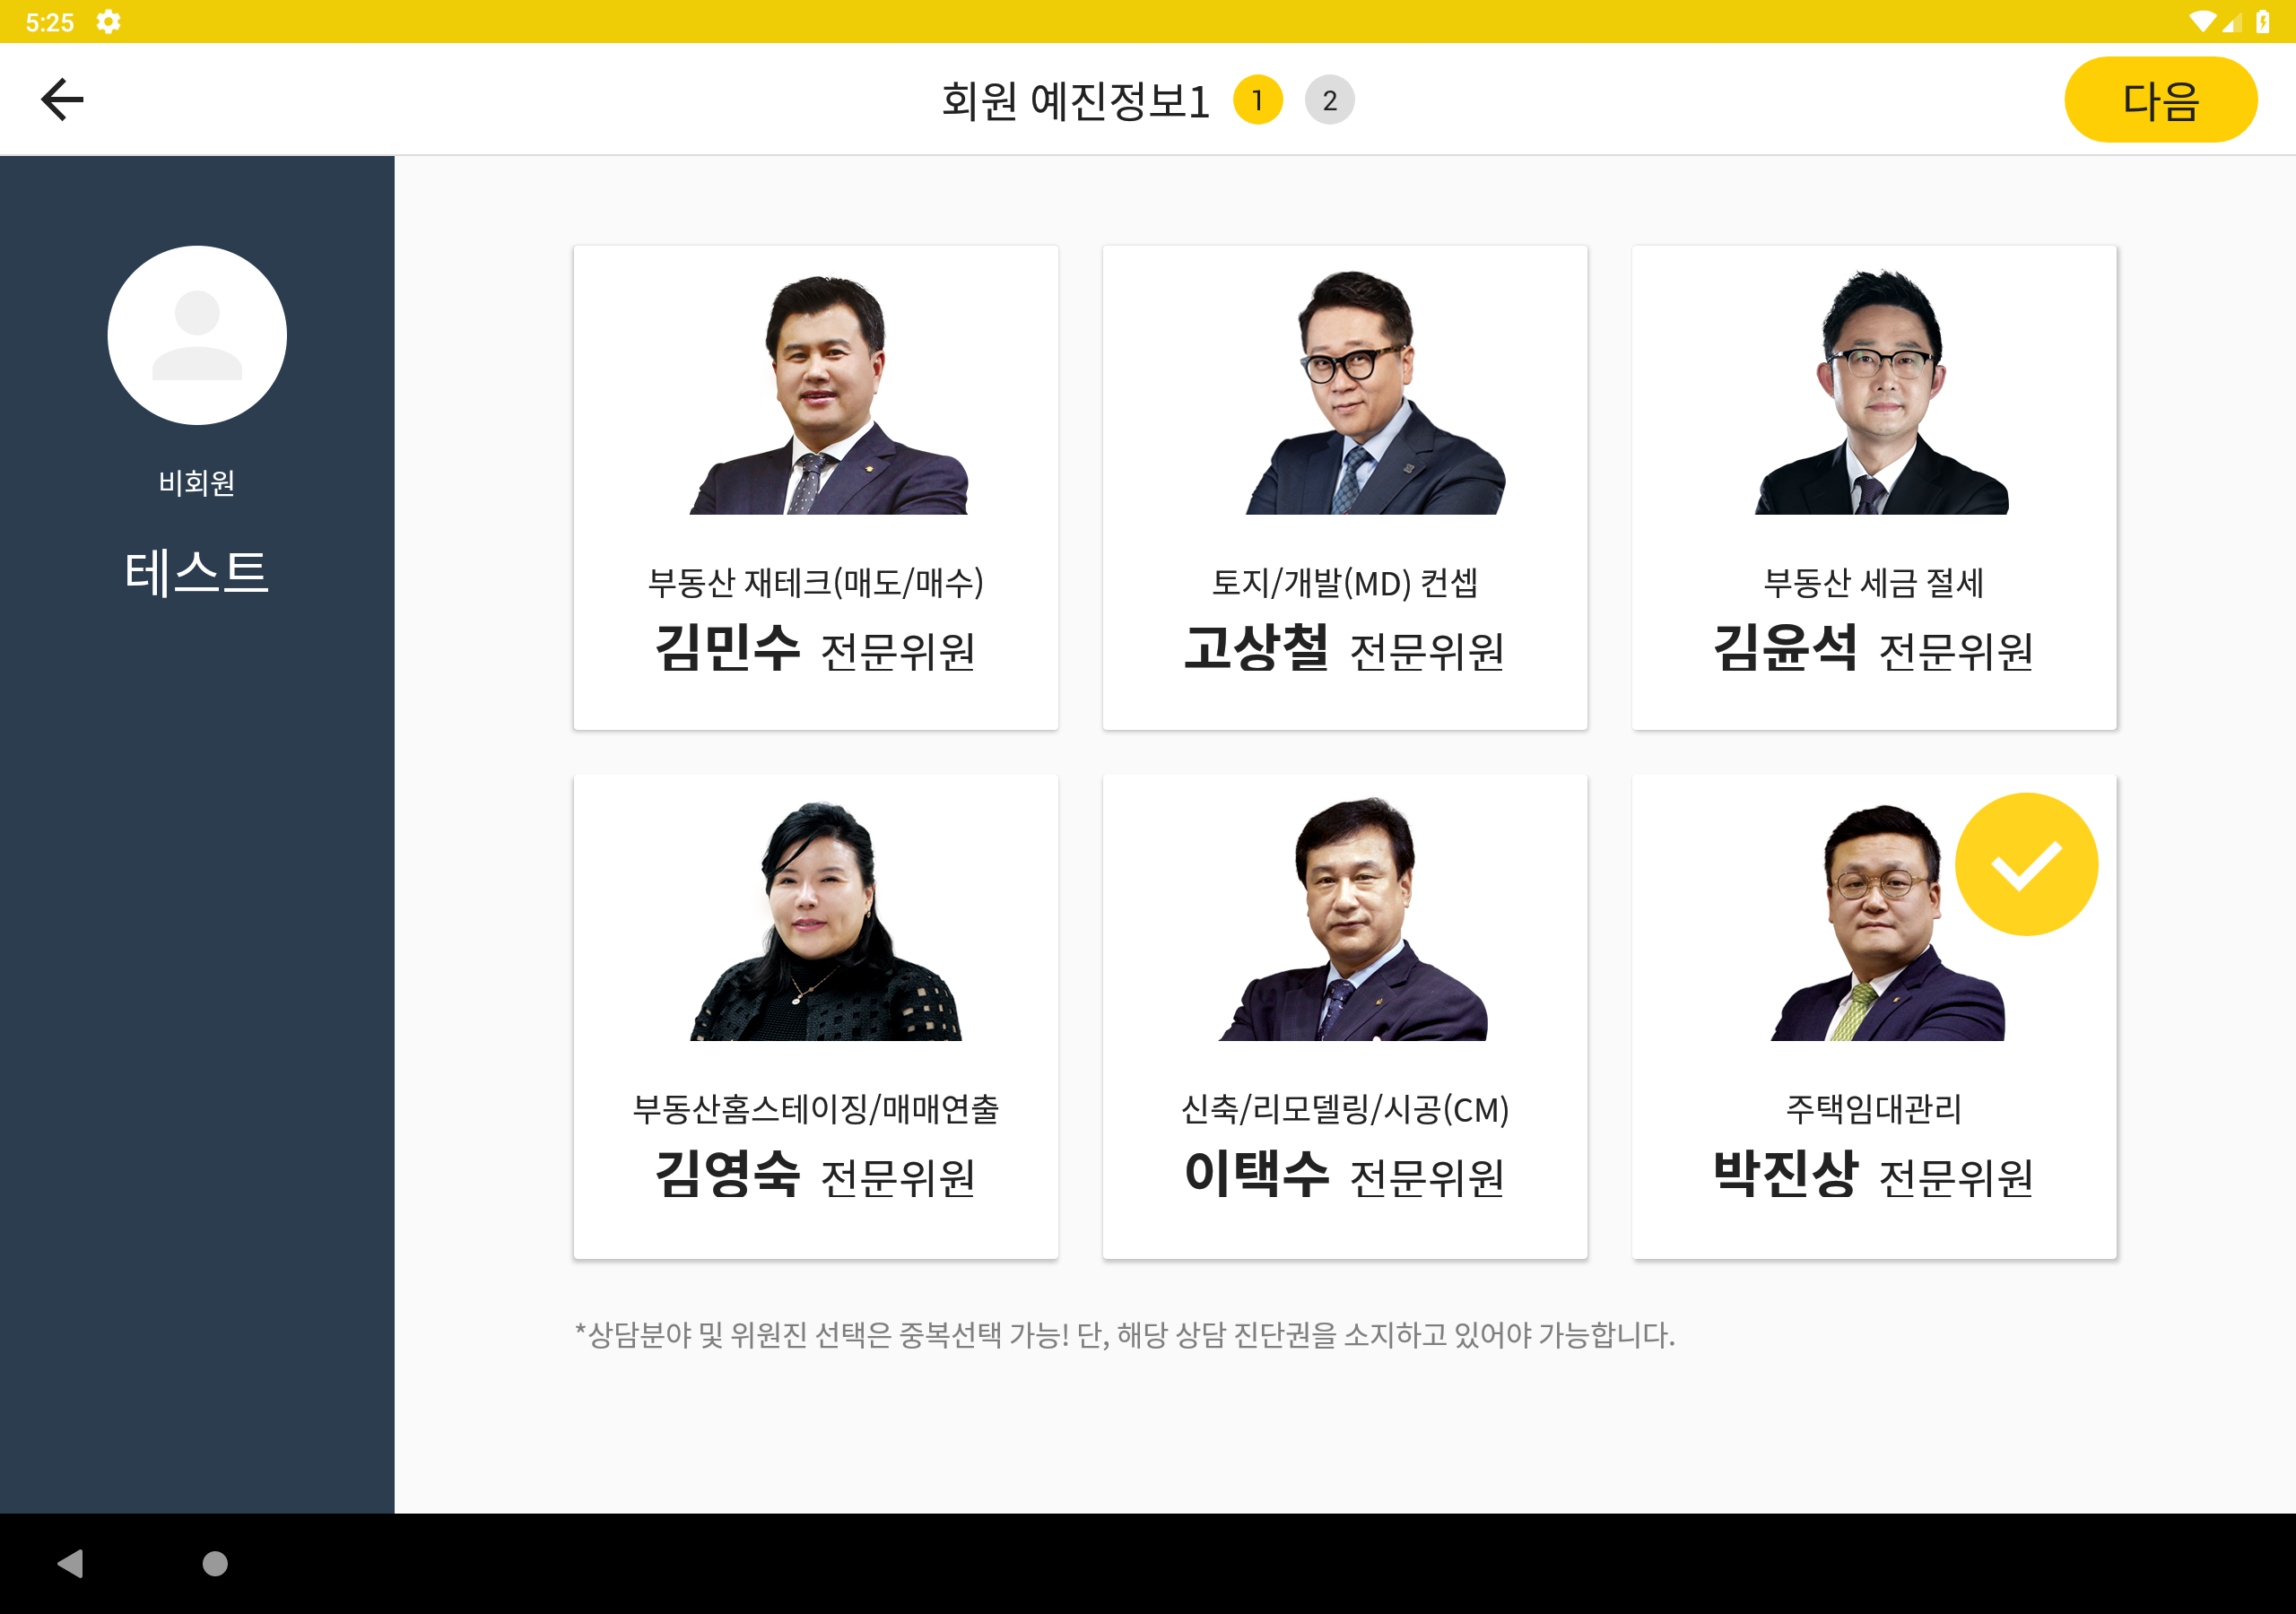 5:25
회원 예진정보1 1 2
다음
비회원
테스트
부동산 재테크(매도/매수)
김민수 전문위원
토지/개발(MD) 컨셉
고상철 전문위원
부동산 세금 절세
김윤석 전문위원
부동산홈스테이징/매매연출
김영숙 전문위원
신축/리모델링/시공(CM)
이택수 전문위원
주택임대관리
박진상 전문위원
*상담분야 및 위원진 선택은 중복선택 가능! 단, 해당 상담 진단권을 소지하고 있어야 가능합니다.